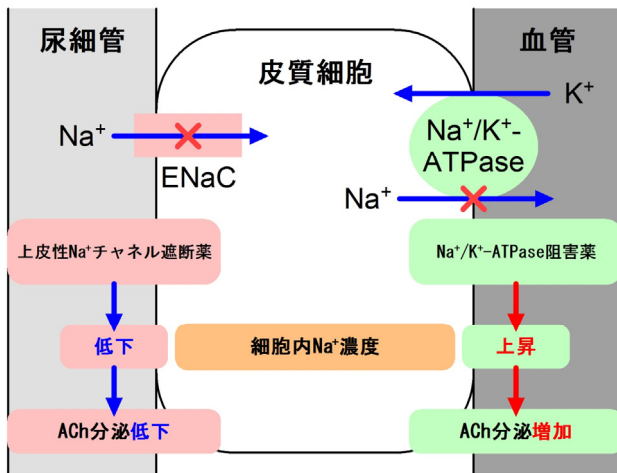 尿細管
皮質細胞
血管
K⁺
Na⁺
ENaC
Na⁺/K⁺-
ATPase
Na⁺
上皮性Na⁺チャネル遮断薬
Na⁺/K⁺-ATPase阻害薬
低下
細胞内Na⁺濃度
上昇
ACh分泌低下
ACh分泌増加